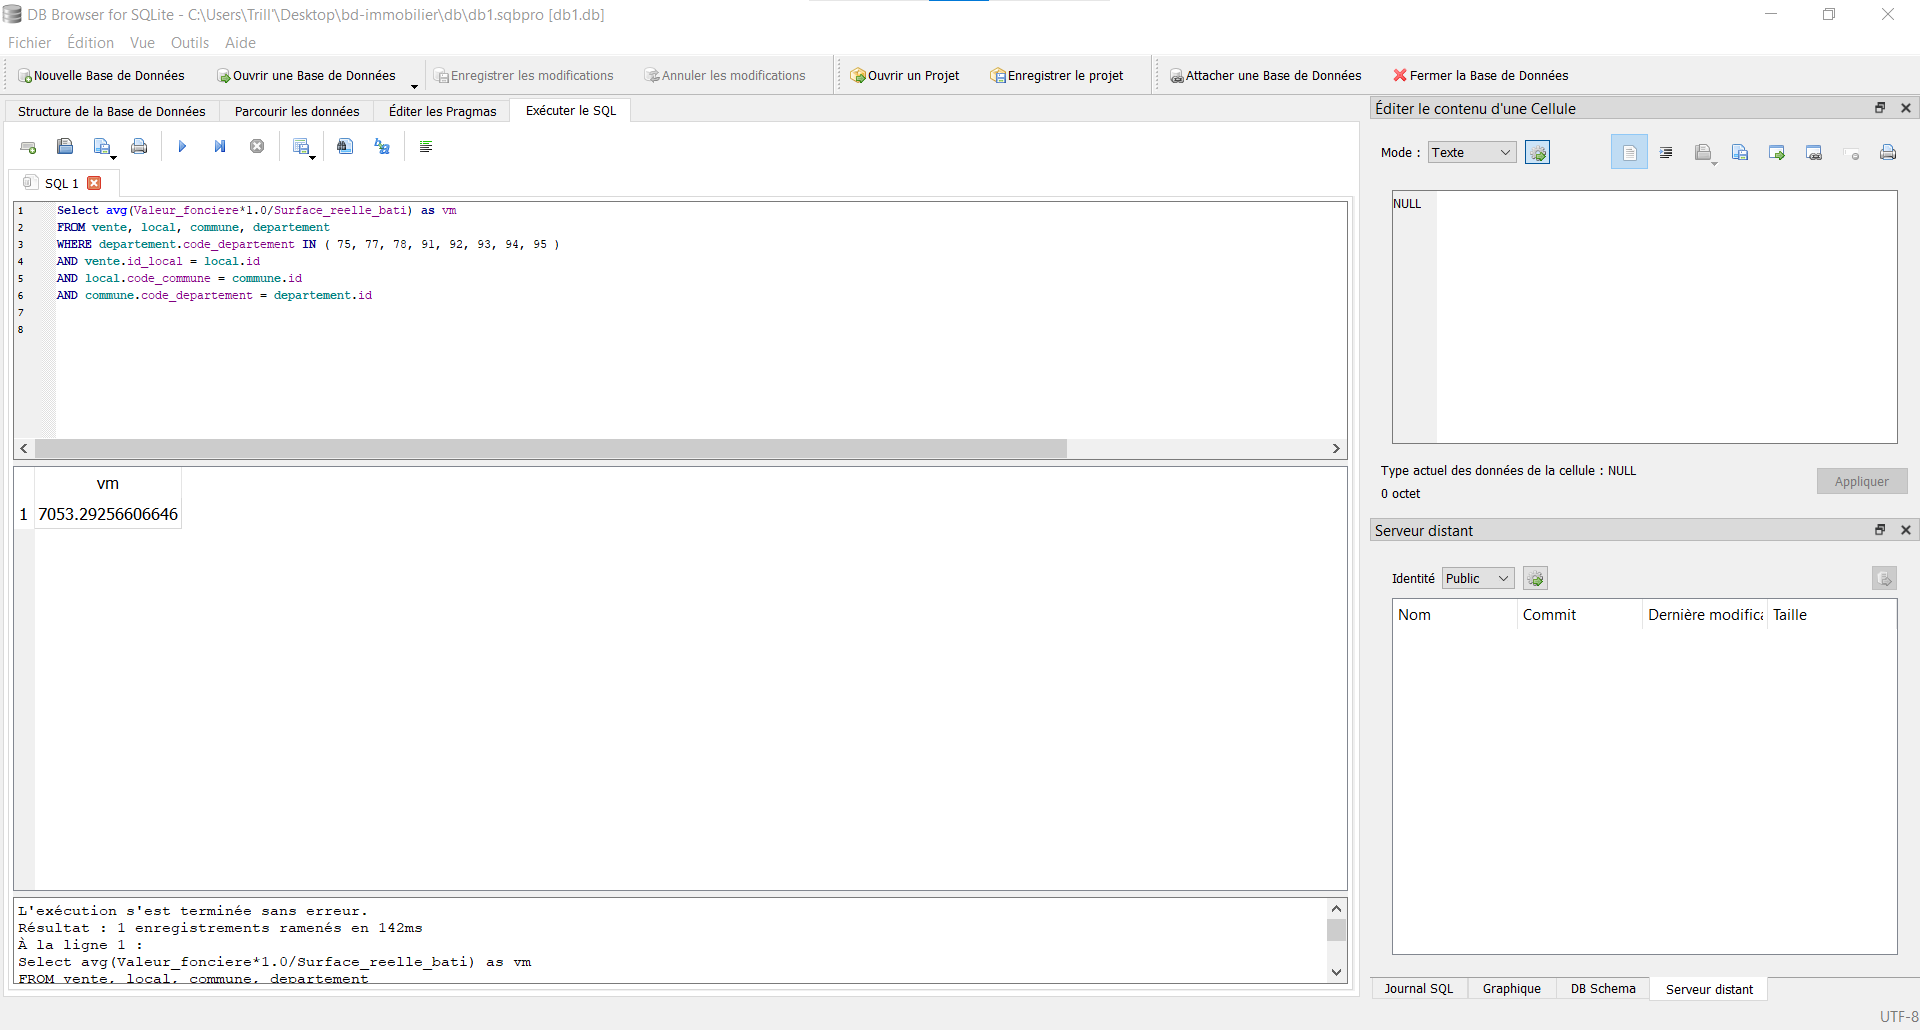 DB Browser for SQLite - C:\Users\Trill'\Desktop\bd-immobilier\db\db1.sqbpro [db1.db]
Fichier Édition Vue Outils Aide
Nouvelle Base de Données Ouvrir une Base de Données Enregistrer les modifications Annuler les modifications Ouvrir un Projet Enregistrer le projet Attacher une Base de Données Fermer la Base de Données
Structure de la Base de Données Parcourir les données Éditer les Pragmas Exécuter le SQL
SQL 1
1 Select avg(Valeur_fonciere*1.0/Surface_reelle_bati) as vm
2 FROM vente, local, commune, departement
3 WHERE departement.code_departement IN ( 75, 77, 78, 91, 92, 93, 94, 95 )
4 AND vente.id_local = local.id
5 AND local.code_commune = commune.id
6 AND commune.code_departement = departement.id
7
8
vm
1 7053.29256606646
L'exécution s'est terminée sans erreur.
Résultat : 1 enregistrements ramenés en 142ms
À la ligne 1 :
Select avg(Valeur_fonciere*1.0/Surface_reelle_bati) as vm
FROM vente, local, commune, departement
Éditer le contenu d'une Cellule
Mode : Texte
NULL
Type actuel des données de la cellule : NULL
0 octet
Appliquer
Serveur distant
Identité Public
Nom Commit Dernière modifica Taille
Journal SQL Graphique DB Schema Serveur distant
UTF-8